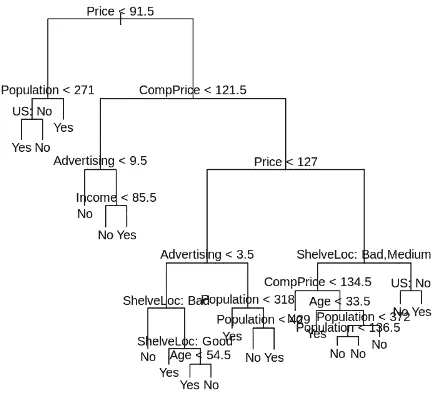 Price < 91.5
Population < 271
CompPrice < 121.5
US: No
Yes
Yes No
Advertising < 9.5
Price < 127
Income < 85.5
No
No Yes
Advertising < 3.5
ShelveLoc: Bad,Medium
CompPrice < 134.5
US: No
ShelveLoc: Bad
Population < 318
Age < 33.5
No Yes
Population < 429
Population < 372
Yes
Yes
No
Population < 136.5
ShelveLoc: Good
No
Age < 54.5
No Yes
No No
No
Yes
Yes No